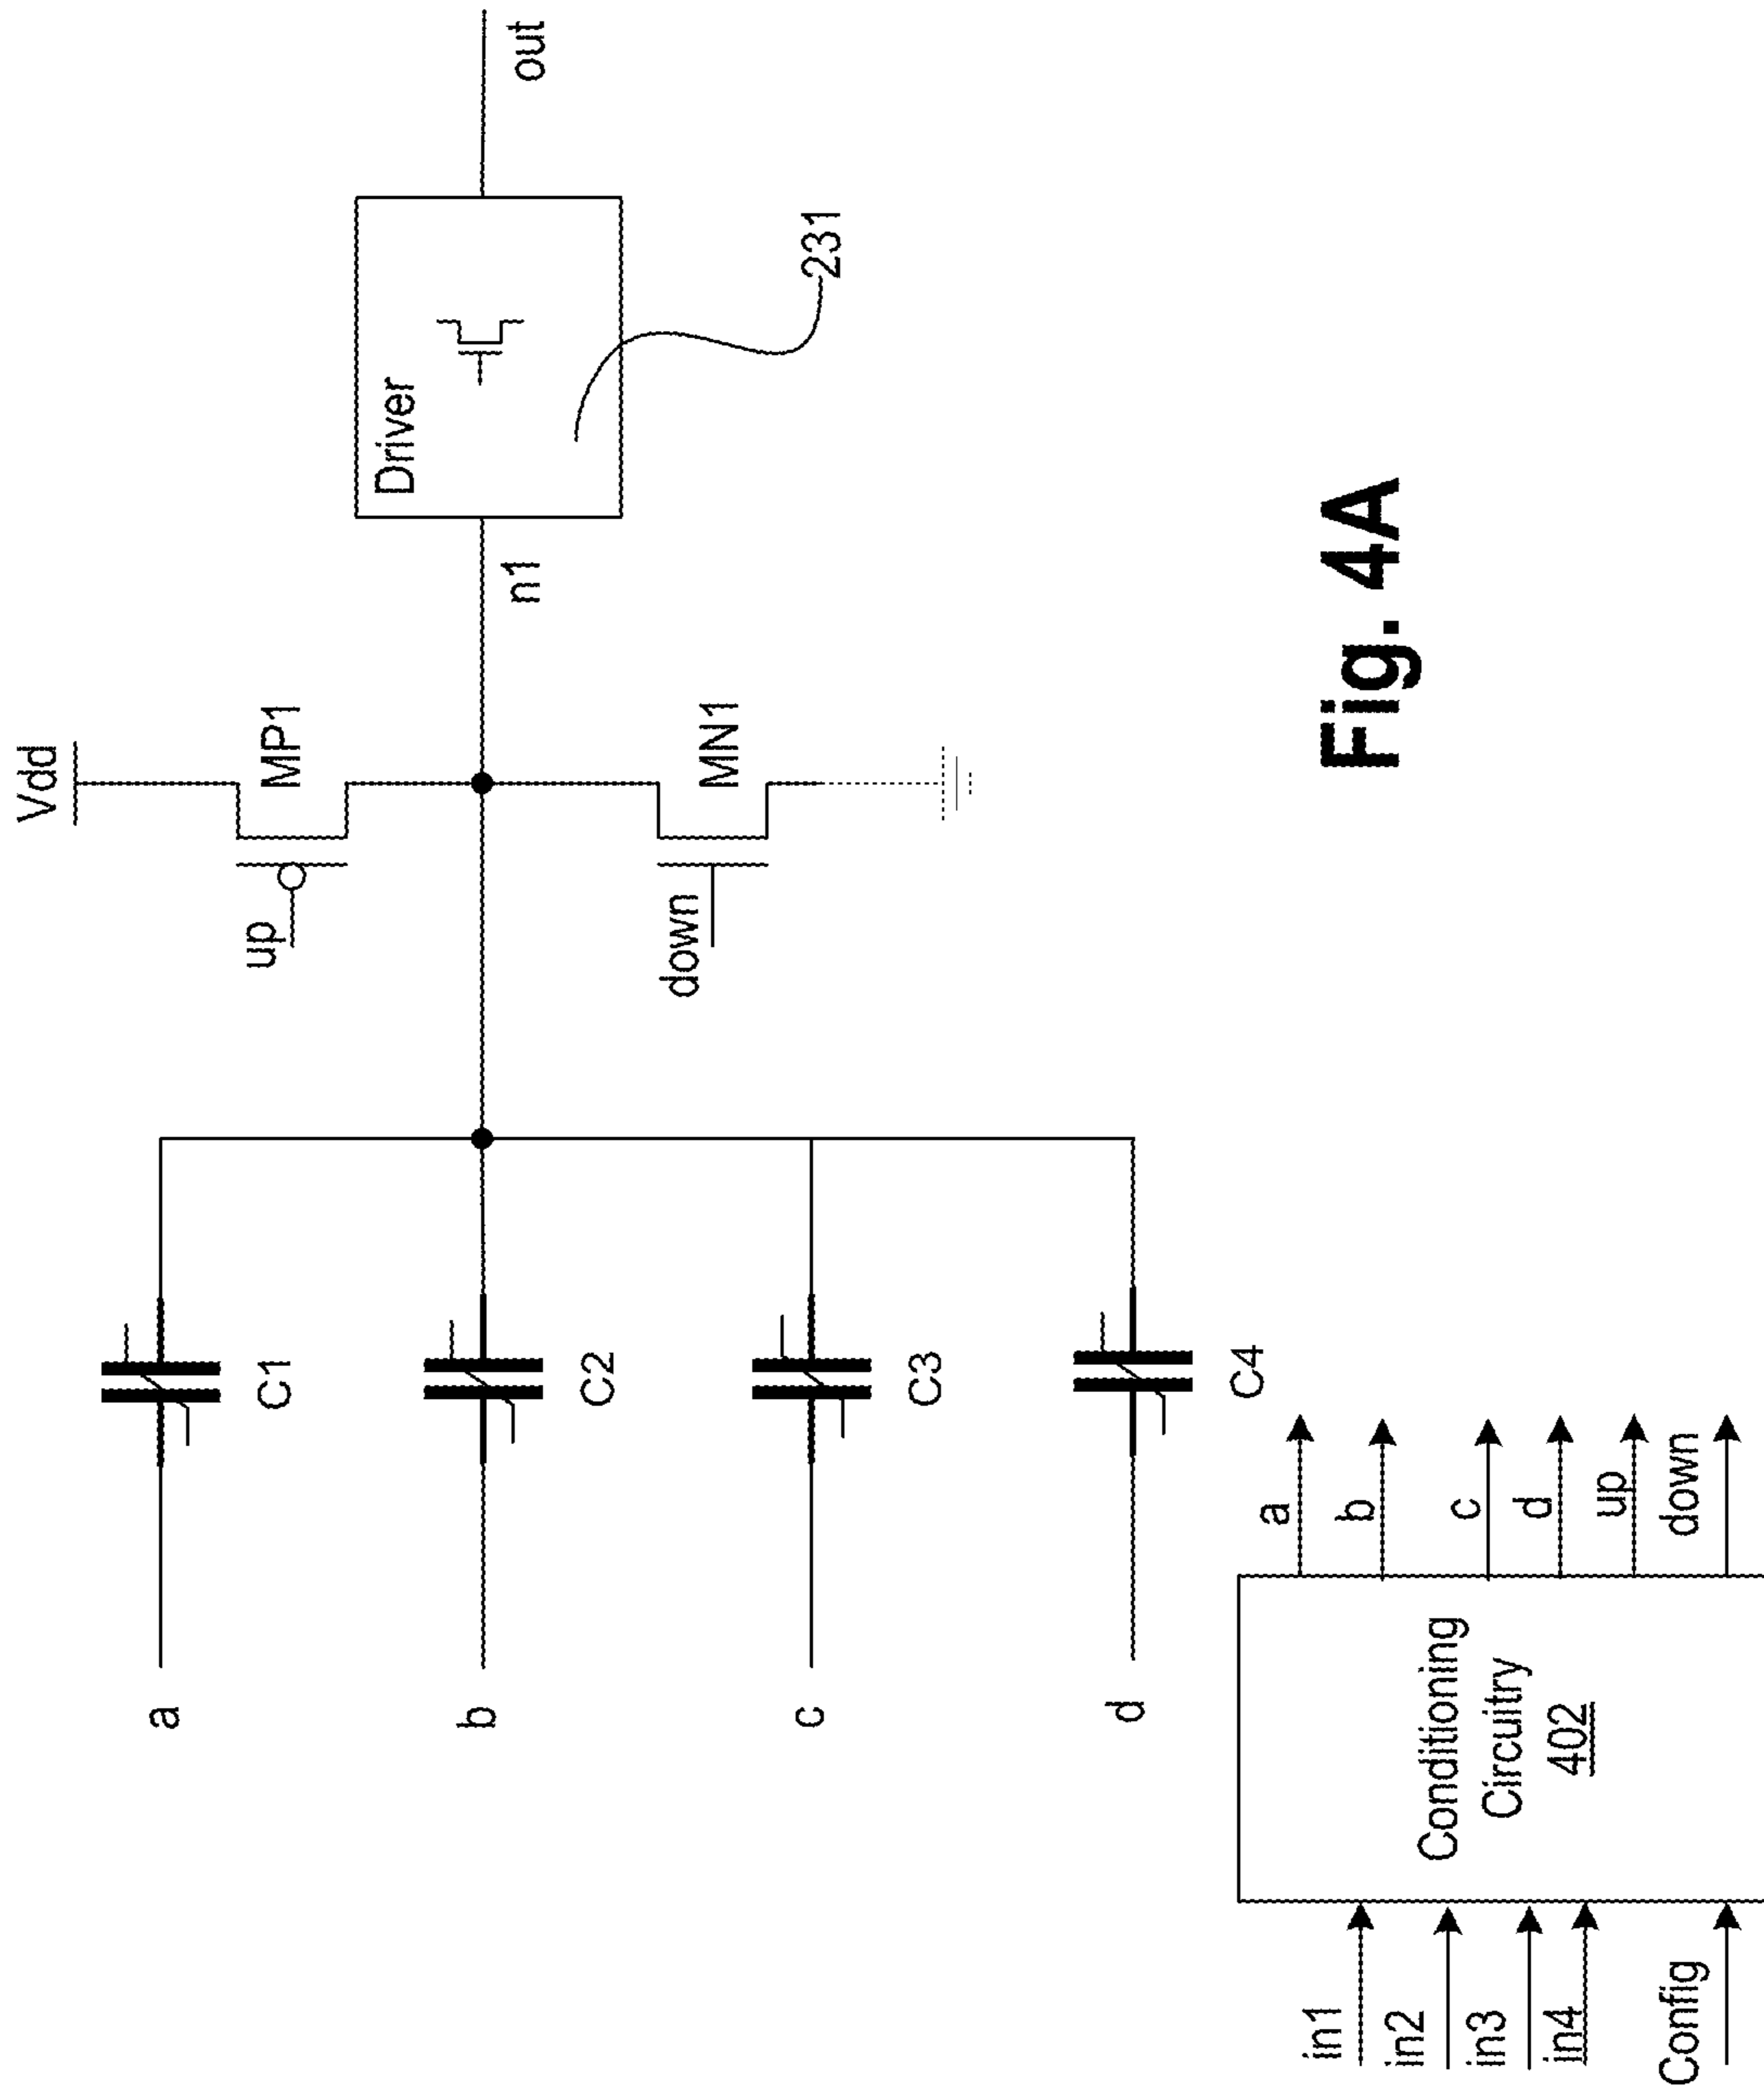 Vdd
up
MP1
down
MN1
n1
Driver
231
out
a
C1
b
C2
c
C3
d
C4
in1
in2
in3
in4
Config
Conditioning
Circuitry
402
a
b
c
d
up
down
Fig. 4A